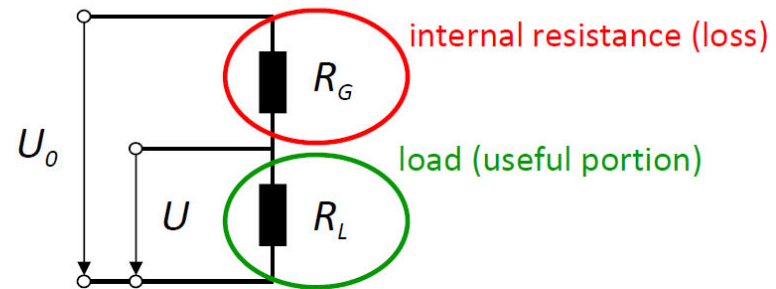 internal resistance (loss)
R_G
U_0
load (useful portion)
U
R_L